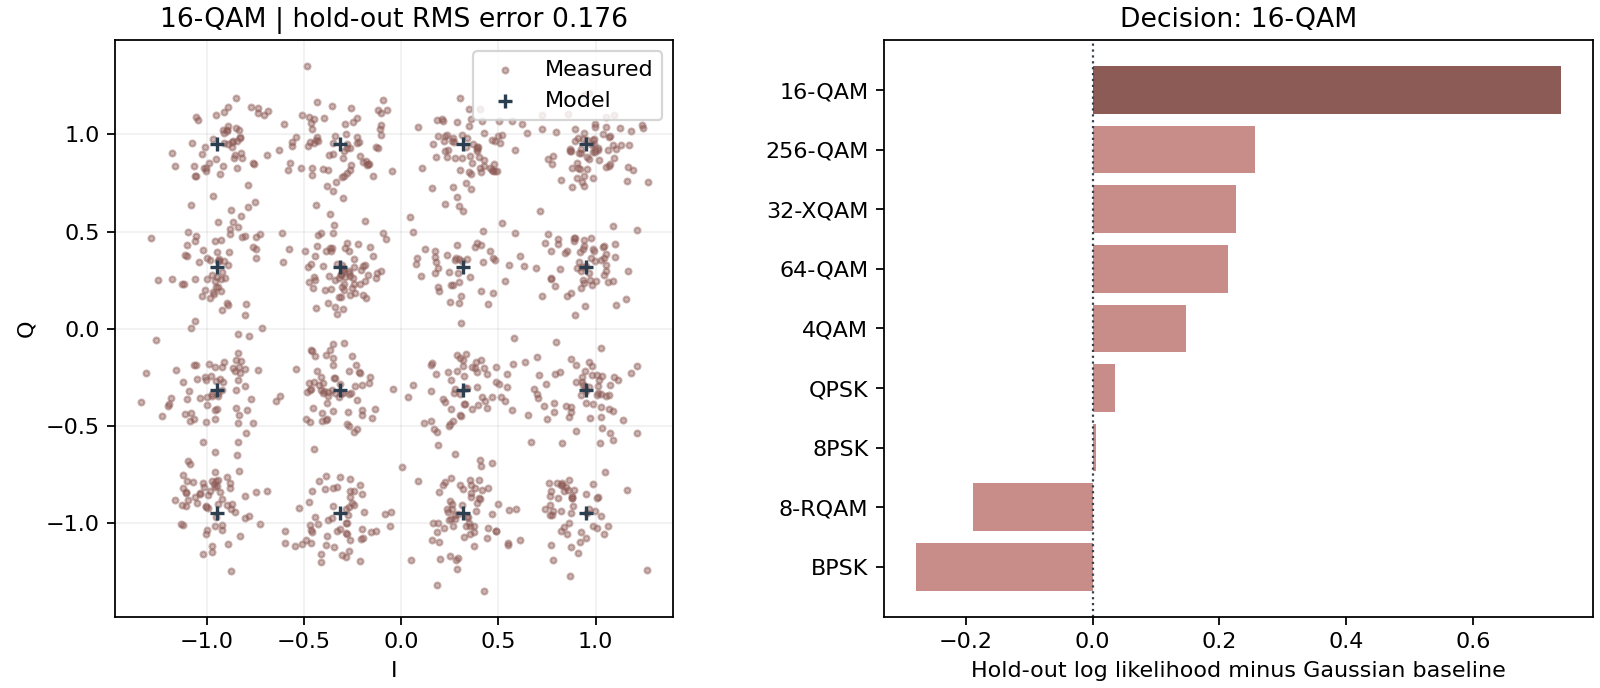 16-QAM | hold-out RMS error 0.176
Measured
Model
1.0
0.5
0.0
−0.5
−1.0
Q
−1.0
−0.5
0.0
0.5
1.0
I
Decision: 16-QAM
16-QAM
256-QAM
32-XQAM
64-QAM
4QAM
QPSK
8PSK
8-RQAM
BPSK
−0.2
0.0
0.2
0.4
0.6
Hold-out log likelihood minus Gaussian baseline